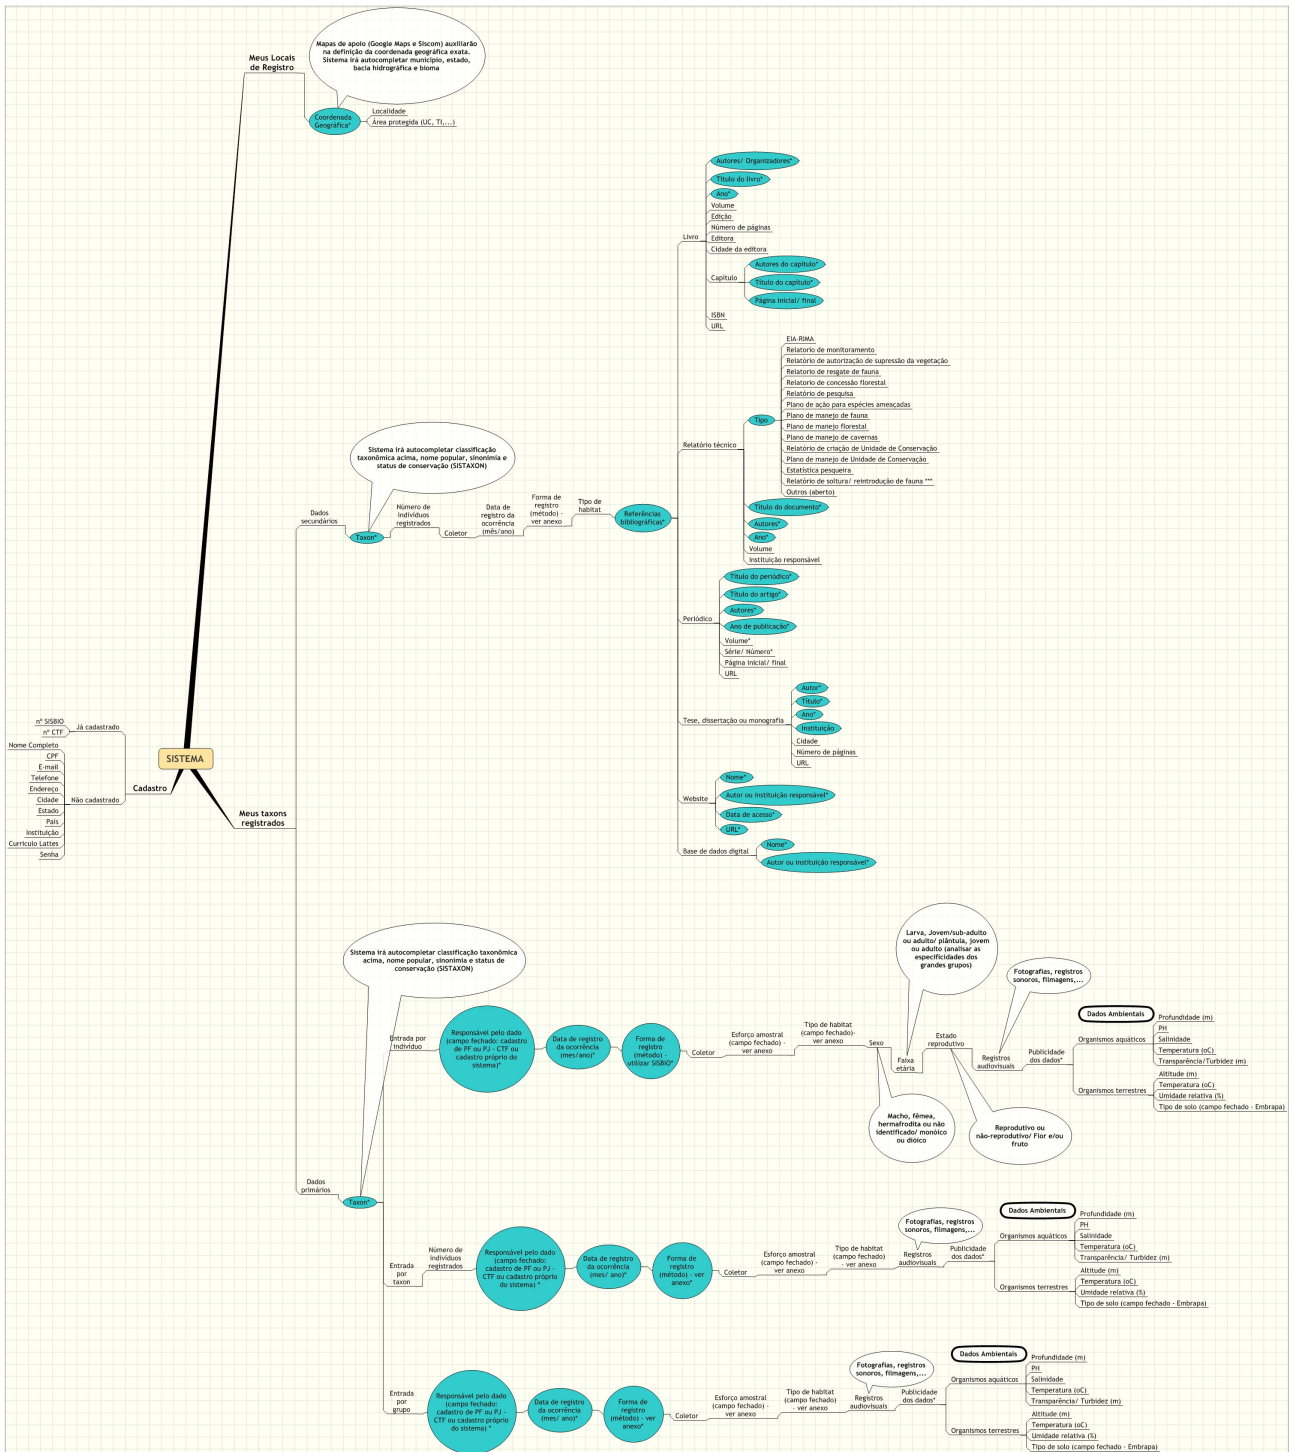 Mapas de apoio (Google Maps e Siscom) auxiliarão
na definição da coordenada geográfica exata.
Sistema irá autocompletar município, estado,
bacia hidrográfica e bioma
Meus Locais
de Registro
Coordenada
Geográfica*
Localidade
Área protegida (UC, TI,...)
Autores/ Organizadores*
Título do livro*
Ano*
Volume
Edição
Número de páginas
Livro
Editora
Cidade da editora
Capítulo
Autores do capítulo*
Título do capítulo*
Página inicial/ final
ISBN
URL
EIA-RIMA
Relatorio de monitoramento
Relatório de autorização de supressão da vegetação
Relatorio de resgate de fauna
Relatorio de concessão florestal
Relatório de pesquisa
Plano de ação para espécies ameaçadas
Plano de manejo de fauna
Tipo
Plano de manejo florestal
Plano de manejo de cavernas
Relatório técnico
Relatório de criação de Unidade de Conservação
Plano de manejo de Unidade de Conservação
Estatística pesqueira
Relatório de soltura/ reintrodução de fauna ***
Outros (aberto)
Título do documento*
Autores*
Ano*
Volume
Instituição responsável
Sistema irá autocompletar classificação
taxonômica acima, nome popular, sinonímia e
status de conservação (SISTAXON)
Dados
secundários
Taxon*
Número de
indivíduos
registrados
Coletor
Data de
registro da
ocorrência
(mês/ano)
Forma de
registro
(método) -
ver anexo
Tipo de
habitat
Referências
bibliográficas*
Título do periódico*
Título do artigo*
Autores*
Periódico
Ano de publicação*
Volume*
Série/ Número*
Página inicial/ final
URL
Autor*
Título*
Ano*
Tese, dissertação ou monografia
Instituição
Cidade
Número de páginas
URL
Nome*
Website
Autor ou instituição responsável*
Data de acesso*
URL*
Base de dados digital
Nome*
Autor ou instituição responsável*
n° SISBIO
n° CTF
Já cadastrado
Nome Completo
CPF
E-mail
Telefone
Endereço
Cidade
Estado
País
Instituição
Curriculo Lattes
Senha
Não cadastrado
Cadastro
SISTEMA
Meus taxons
registrados
Sistema irá autocompletar classificação taxonômica
acima, nome popular, sinonímia e status de
conservação (SISTAXON)
Dados
primários
Taxon*
Entrada por
indivíduo
Responsável pelo dado
(campo fechado: cadastro
de PF ou PJ - CTF ou
cadastro próprio do
sistema)*
Data de registro
da ocorrência
(mes/ano)*
Forma de
registro
(método) -
utilizar SISBIO*
Coletor
Esforço amostral
(campo fechado) -
ver anexo
Tipo de habitat
(campo fechado)-
ver anexo
Sexo
Macho, fêmea,
hermafrodita ou não
identificado/ monóico
ou dióico
Faixa
etária
Larva, Jovem/sub-adulto
ou adulto/ plântula, jovem
ou adulto (analisar as
especificidades dos
grandes grupos)
Estado
reprodutivo
Reprodutivo ou
não-reprodutivo/ Flor e/ou
fruto
Registros
audiovisuais
Fotografias, registros
sonoros, filmagens,...
Publicidade
dos dados*
Dados Ambientais
Organismos aquáticos
Profundidade (m)
PH
Salinidade
Temperatura (oC)
Transparência/Turbidez (m)
Organismos terrestres
Altitude (m)
Temperatura (oC)
Umidade relativa (%)
Tipo de solo (campo fechado - Embrapa)
Entrada
por
taxon
Número de
indivíduos
registrados
Responsável pelo dado
(campo fechado:
cadastro de PF ou PJ -
CTF ou cadastro próprio
do sistema) *
Data de registro
da ocorrência
(mes/ ano)*
Forma de
registro
(método) - ver
anexo*
Coletor
Esforço amostral
(campo fechado) -
ver anexo
Tipo de habitat
(campo fechado)
- ver anexo
Registros
audiovisuais
Fotografias, registros
sonoros, filmagens,...
Publicidade
dos dados*
Dados Ambientais
Organismos aquáticos
Profundidade (m)
PH
Salinidade
Temperatura (oC)
Transparência/ Turbidez (m)
Organismos terrestres
Altitude (m)
Temperatura (oC)
Umidade relativa (%)
Tipo de solo (campo fechado - Embrapa)
Entrada
por
grupo
Responsável pelo dado
(campo fechado:
cadastro de PF ou PJ -
CTF ou cadastro próprio
do sistema) *
Data de registro
da ocorrência
(mes/ ano)*
Forma de
registro
(método) - ver
anexo*
Coletor
Esforço amostral
(campo fechado) -
ver anexo
Tipo de habitat
(campo fechado)
- ver anexo
Registros
audiovisuais
Fotografias, registros
sonoros, filmagens,...
Publicidade
dos dados*
Dados Ambientais
Organismos aquáticos
Profundidade (m)
PH
Salinidade
Temperatura (oC)
Transparência/ Turbidez (m)
Organismos terrestres
Altitude (m)
Temperatura (oC)
Umidade relativa (%)
Tipo de solo (campo fechado - Embrapa)